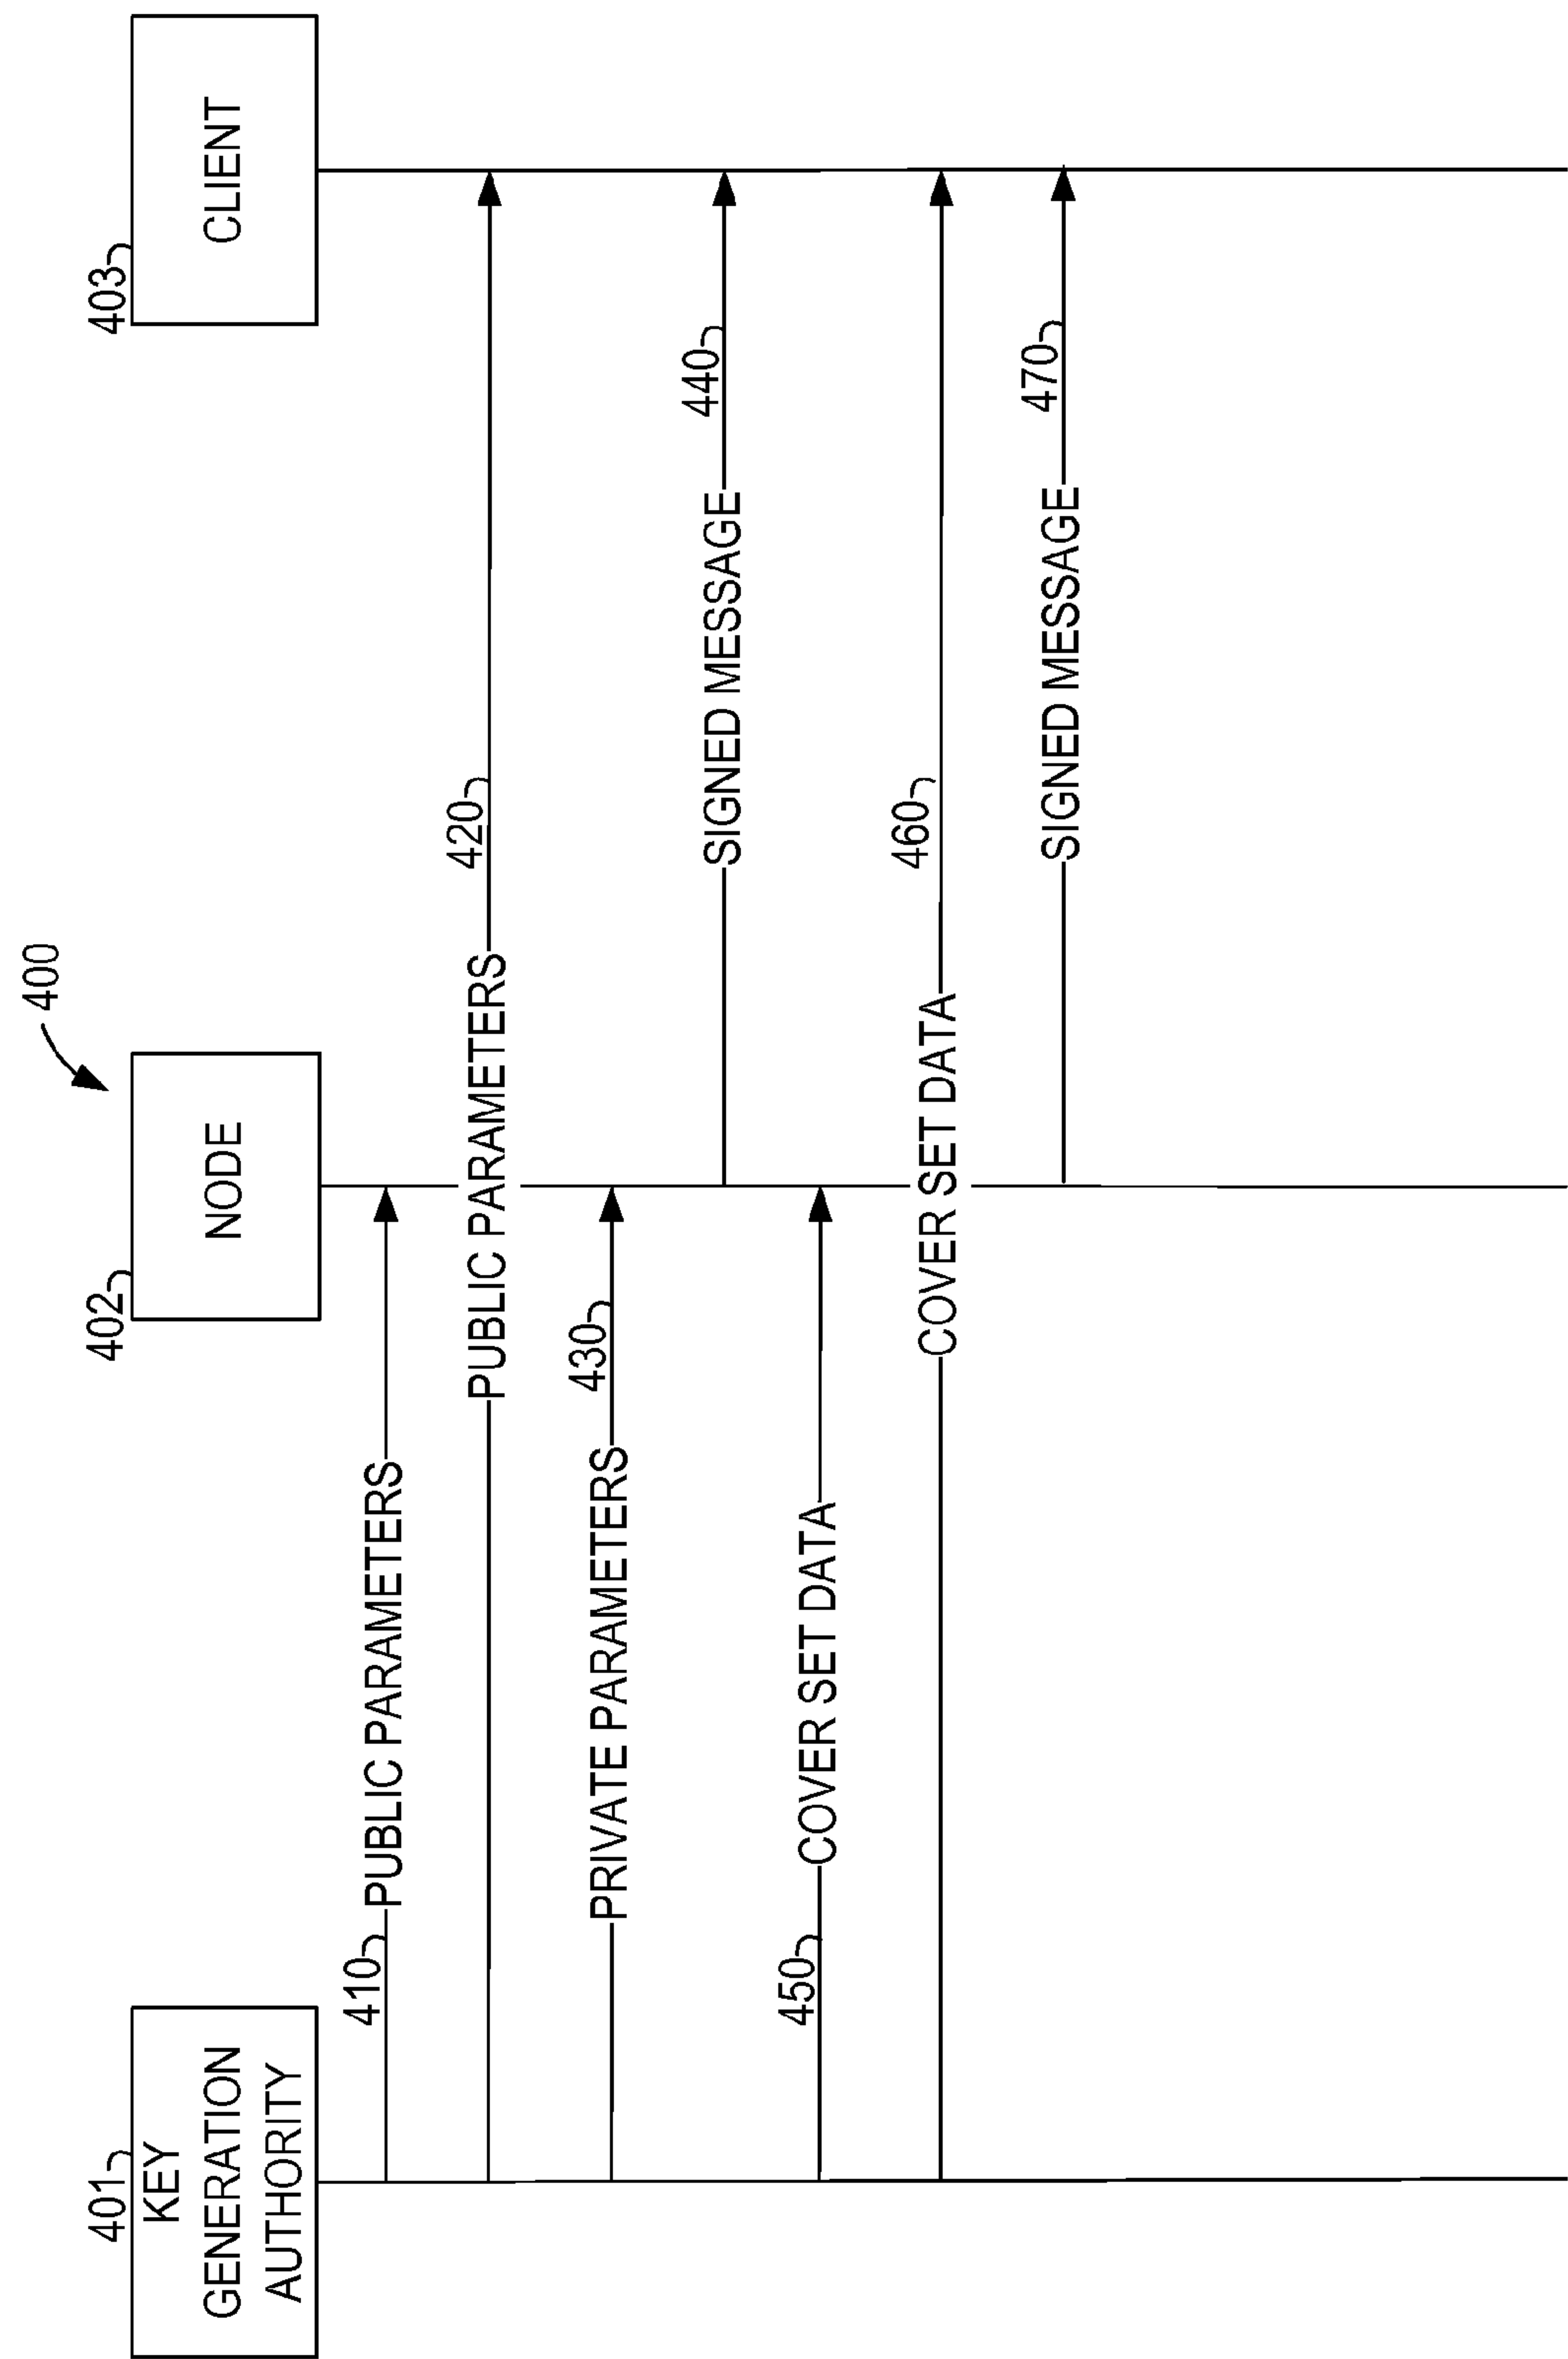 400
401
KEY
GENERATION
AUTHORITY
402
NODE
403
CLIENT
410
PUBLIC PARAMETERS
PUBLIC PARAMETERS
420
PRIVATE PARAMETERS
430
SIGNED MESSAGE
440
450
COVER SET DATA
COVER SET DATA
460
SIGNED MESSAGE
470